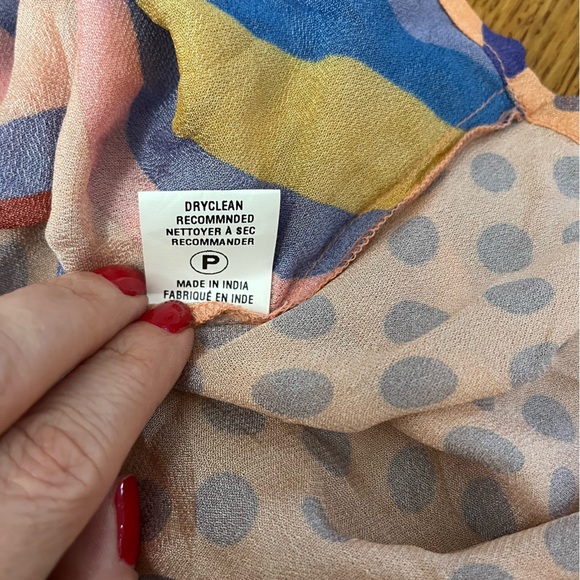 DRYCLEAN
RECOMMNDED
NETTOYER À SEC
RECOMMANDER
P
MADE IN INDIA
FABRIQUÉ EN INDE